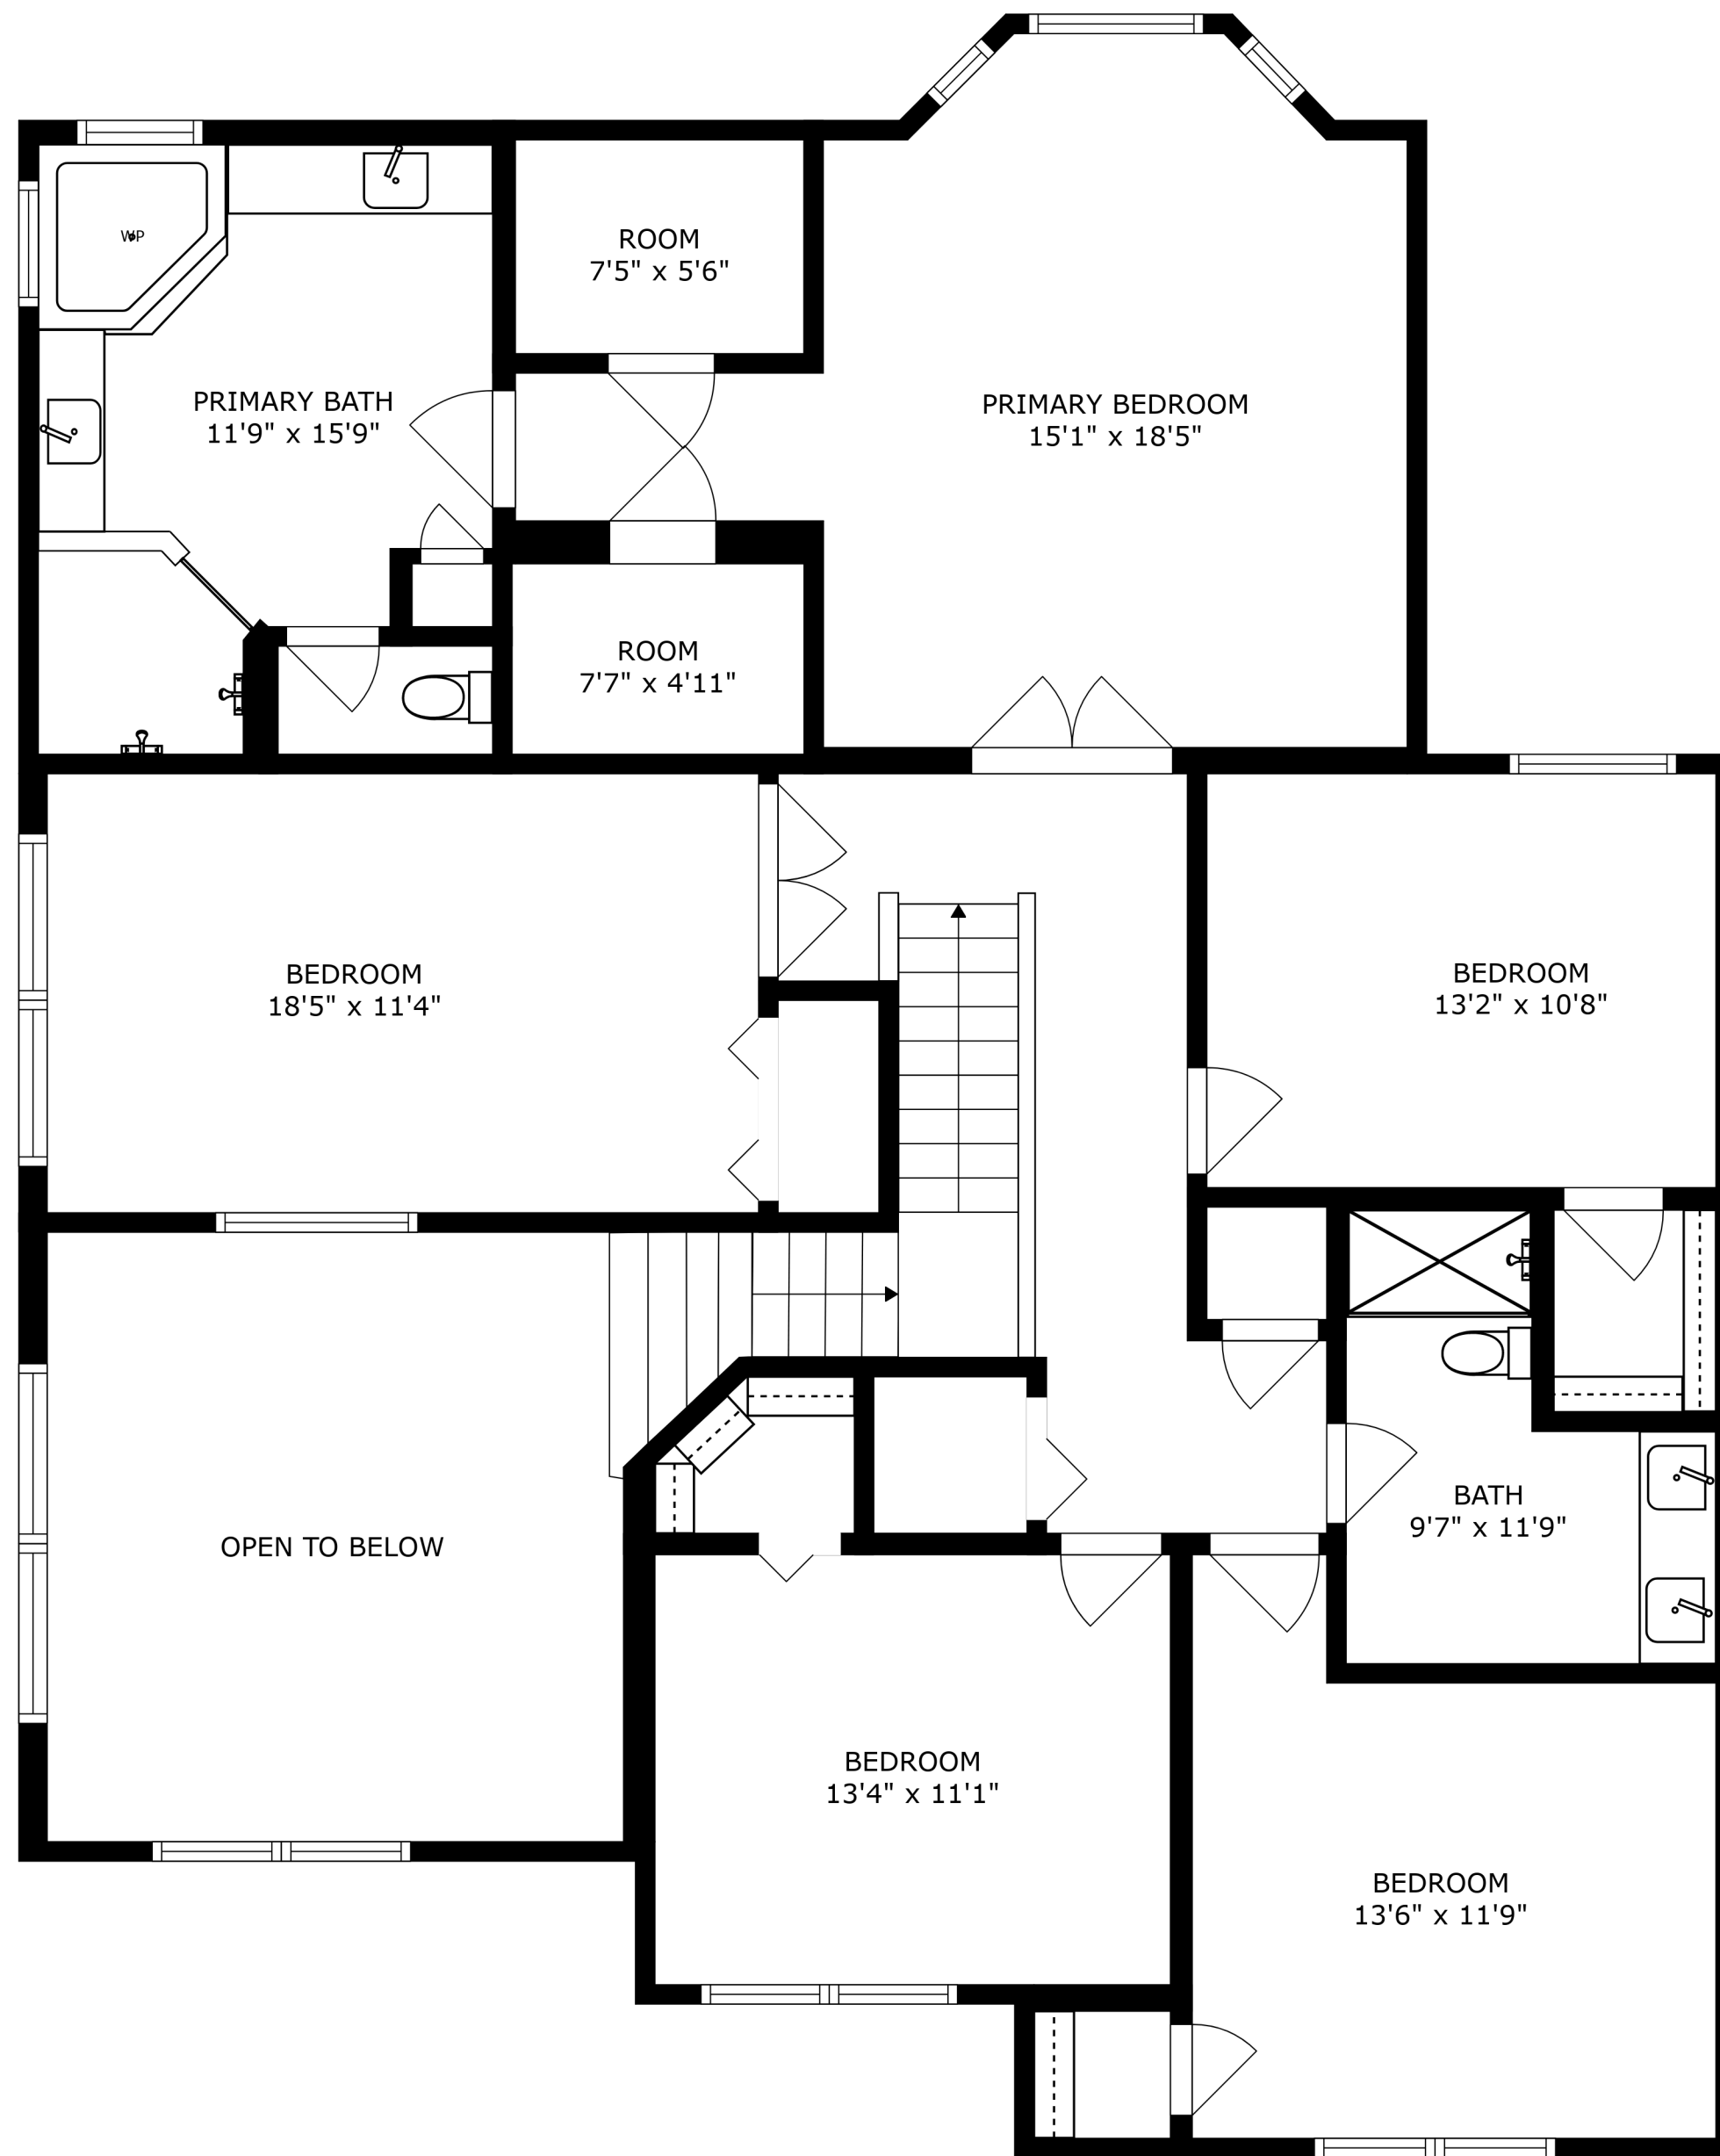 WP
ROOM
7'5" x 5'6"
PRIMARY BATH
11'9" x 15'9"
PRIMARY BEDROOM
15'1" x 18'5"
ROOM
7'7" x 4'11"
BEDROOM
18'5" x 11'4"
BEDROOM
13'2" x 10'8"
BATH
9'7" x 11'9"
OPEN TO BELOW
BEDROOM
13'4" x 11'1"
BEDROOM
13'6" x 11'9"